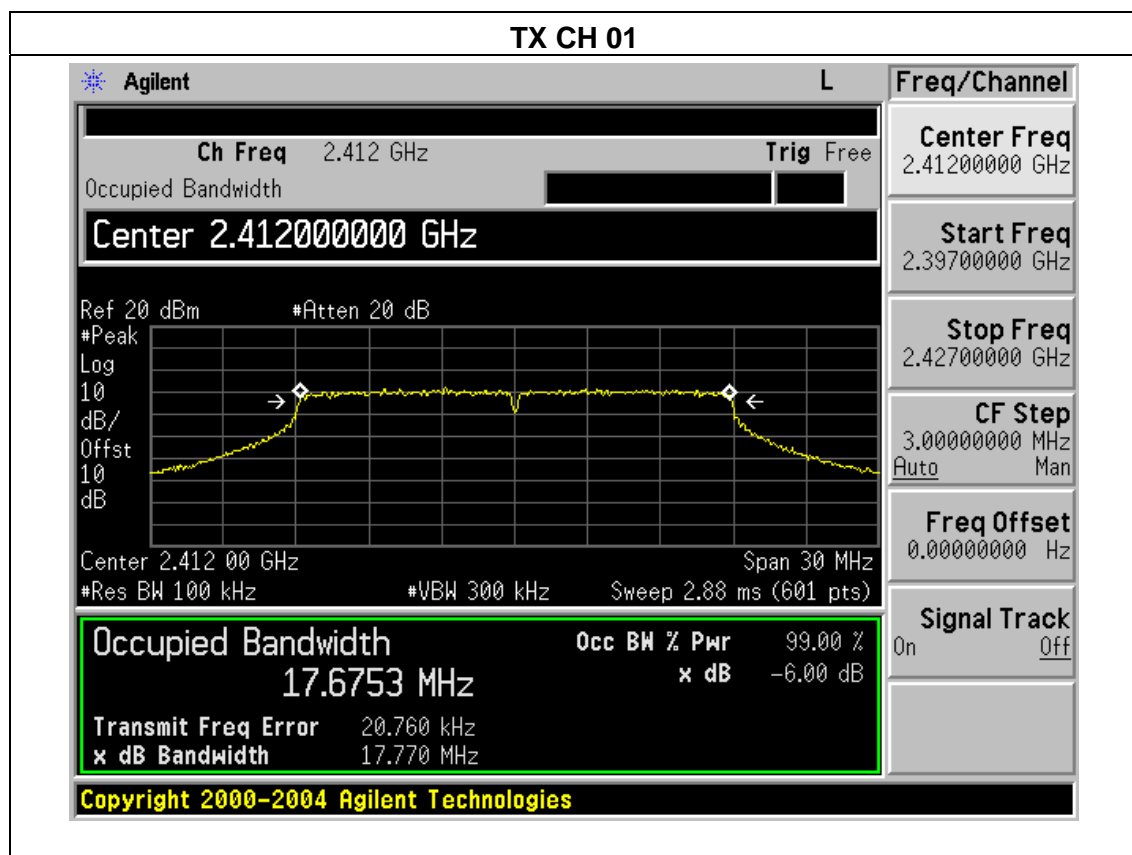 TX CH 01
Agilent L Freq/Channel
Ch Freq 2.412 GHz Trig Free
Occupied Bandwidth
Center 2.412000000 GHz
Ref 20 dBm #Atten 20 dB
#Peak
Log
10
dB/
Offst
10
dB
Center 2.412 00 GHz Span 30 MHz
#Res BW 100 kHz #VBW 300 kHz Sweep 2.88 ms (601 pts)
Occupied Bandwidth Occ BW % Pwr 99.00 %
17.6753 MHz x dB -6.00 dB
Transmit Freq Error 20.760 kHz
x dB Bandwidth 17.770 MHz
Center Freq
2.41200000 GHz
Start Freq
2.39700000 GHz
Stop Freq
2.42700000 GHz
CF Step
3.00000000 MHz
Auto Man
Freq Offset
0.00000000 Hz
Signal Track
On Off
Copyright 2000-2004 Agilent Technologies